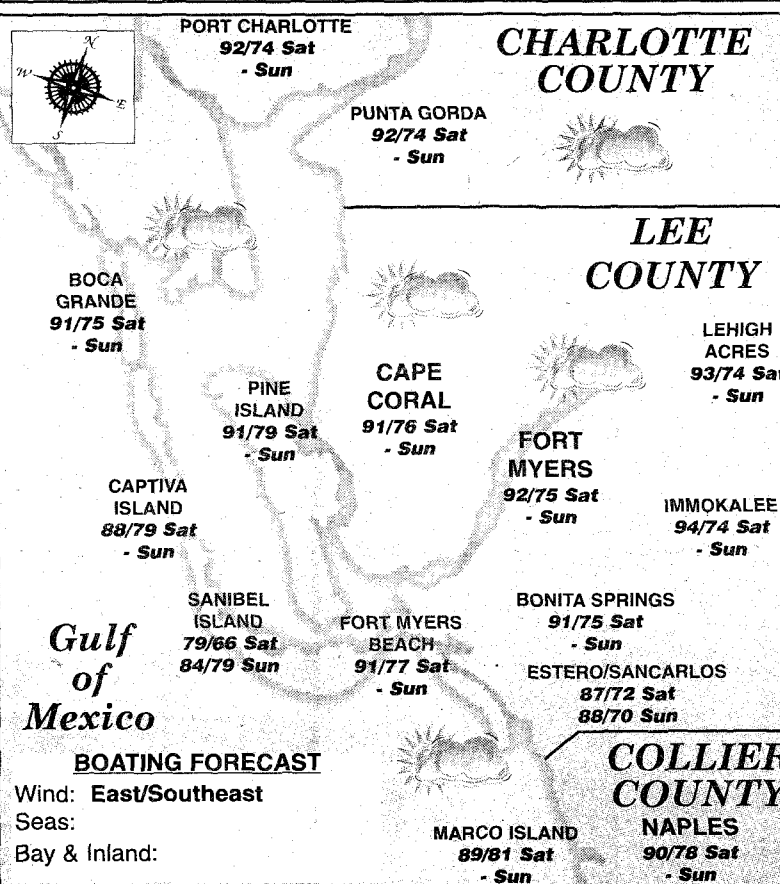 N
W
E
S
PORT CHARLOTTE
92/74 Sat
- Sun
CHARLOTTE
COUNTY
PUNTA GORDA
92/74 Sat
- Sun
LEE
COUNTY
BOCA
GRANDE
91/75 Sat
- Sun
LEHIGH
ACRES
93/74 Sat
- Sun
CAPE
CORAL
91/76 Sat
- Sun
PINE
ISLAND
91/79 Sat
- Sun
FORT
MYERS
92/75 Sat
- Sun
CAPTIVA
ISLAND
88/79 Sat
- Sun
IMMOKALEE
94/74 Sat
- Sun
SANIBEL
ISLAND
79/66 Sat
84/79 Sun
FORT MYERS
BEACH
91/77 Sat
- Sun
BONITA SPRINGS
91/75 Sat
- Sun
ESTERO/SANCARLOS
87/72 Sat
88/70 Sun
Gulf
of
Mexico
BOATING FORECAST
Wind: East/Southeast
Seas:
Bay & Inland:
COLLIER
COUNTY
MARCO ISLAND
89/81 Sat
- Sun
NAPLES
90/78 Sat
- Sun